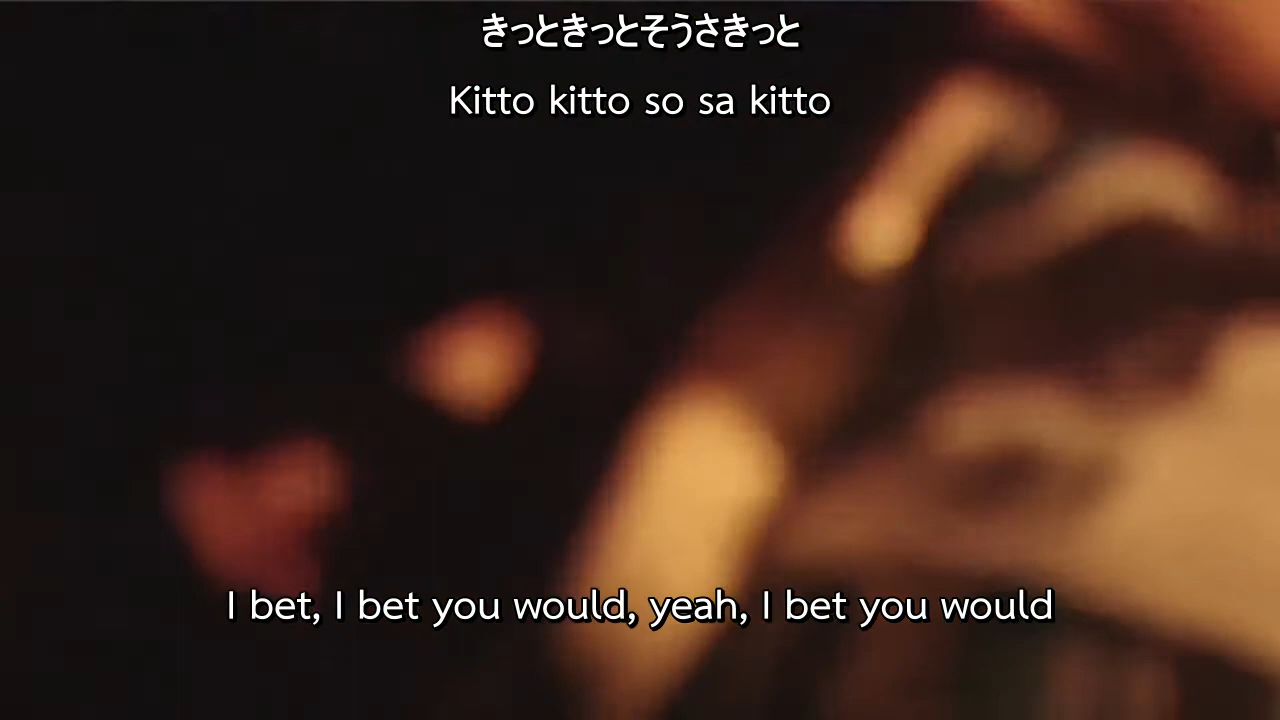 きっときっとそうさきっと
Kitto kitto so sa kitto
I bet, I bet you would, yeah, I bet you would